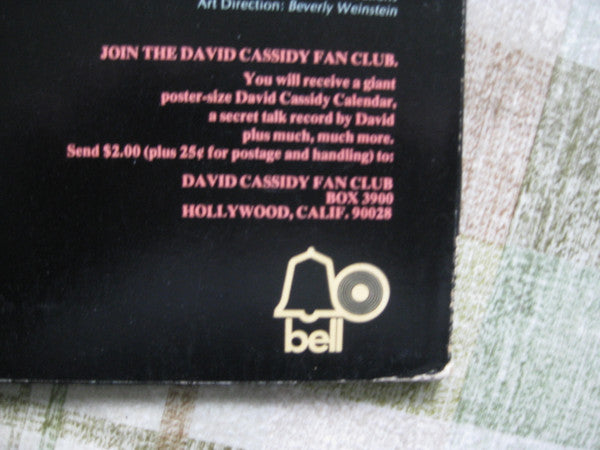 Art Direction: Beverly Weinstein
JOIN THE DAVID CASSIDY FAN CLUB.
You will receive a giant
poster-size David Cassidy Calendar,
a secret talk record by David
plus much, much more.
Send $2.00 (plus 25¢ for postage and handling) to:
DAVID CASSIDY FAN CLUB
BOX 3900
HOLLYWOOD, CALIF. 90028
bell